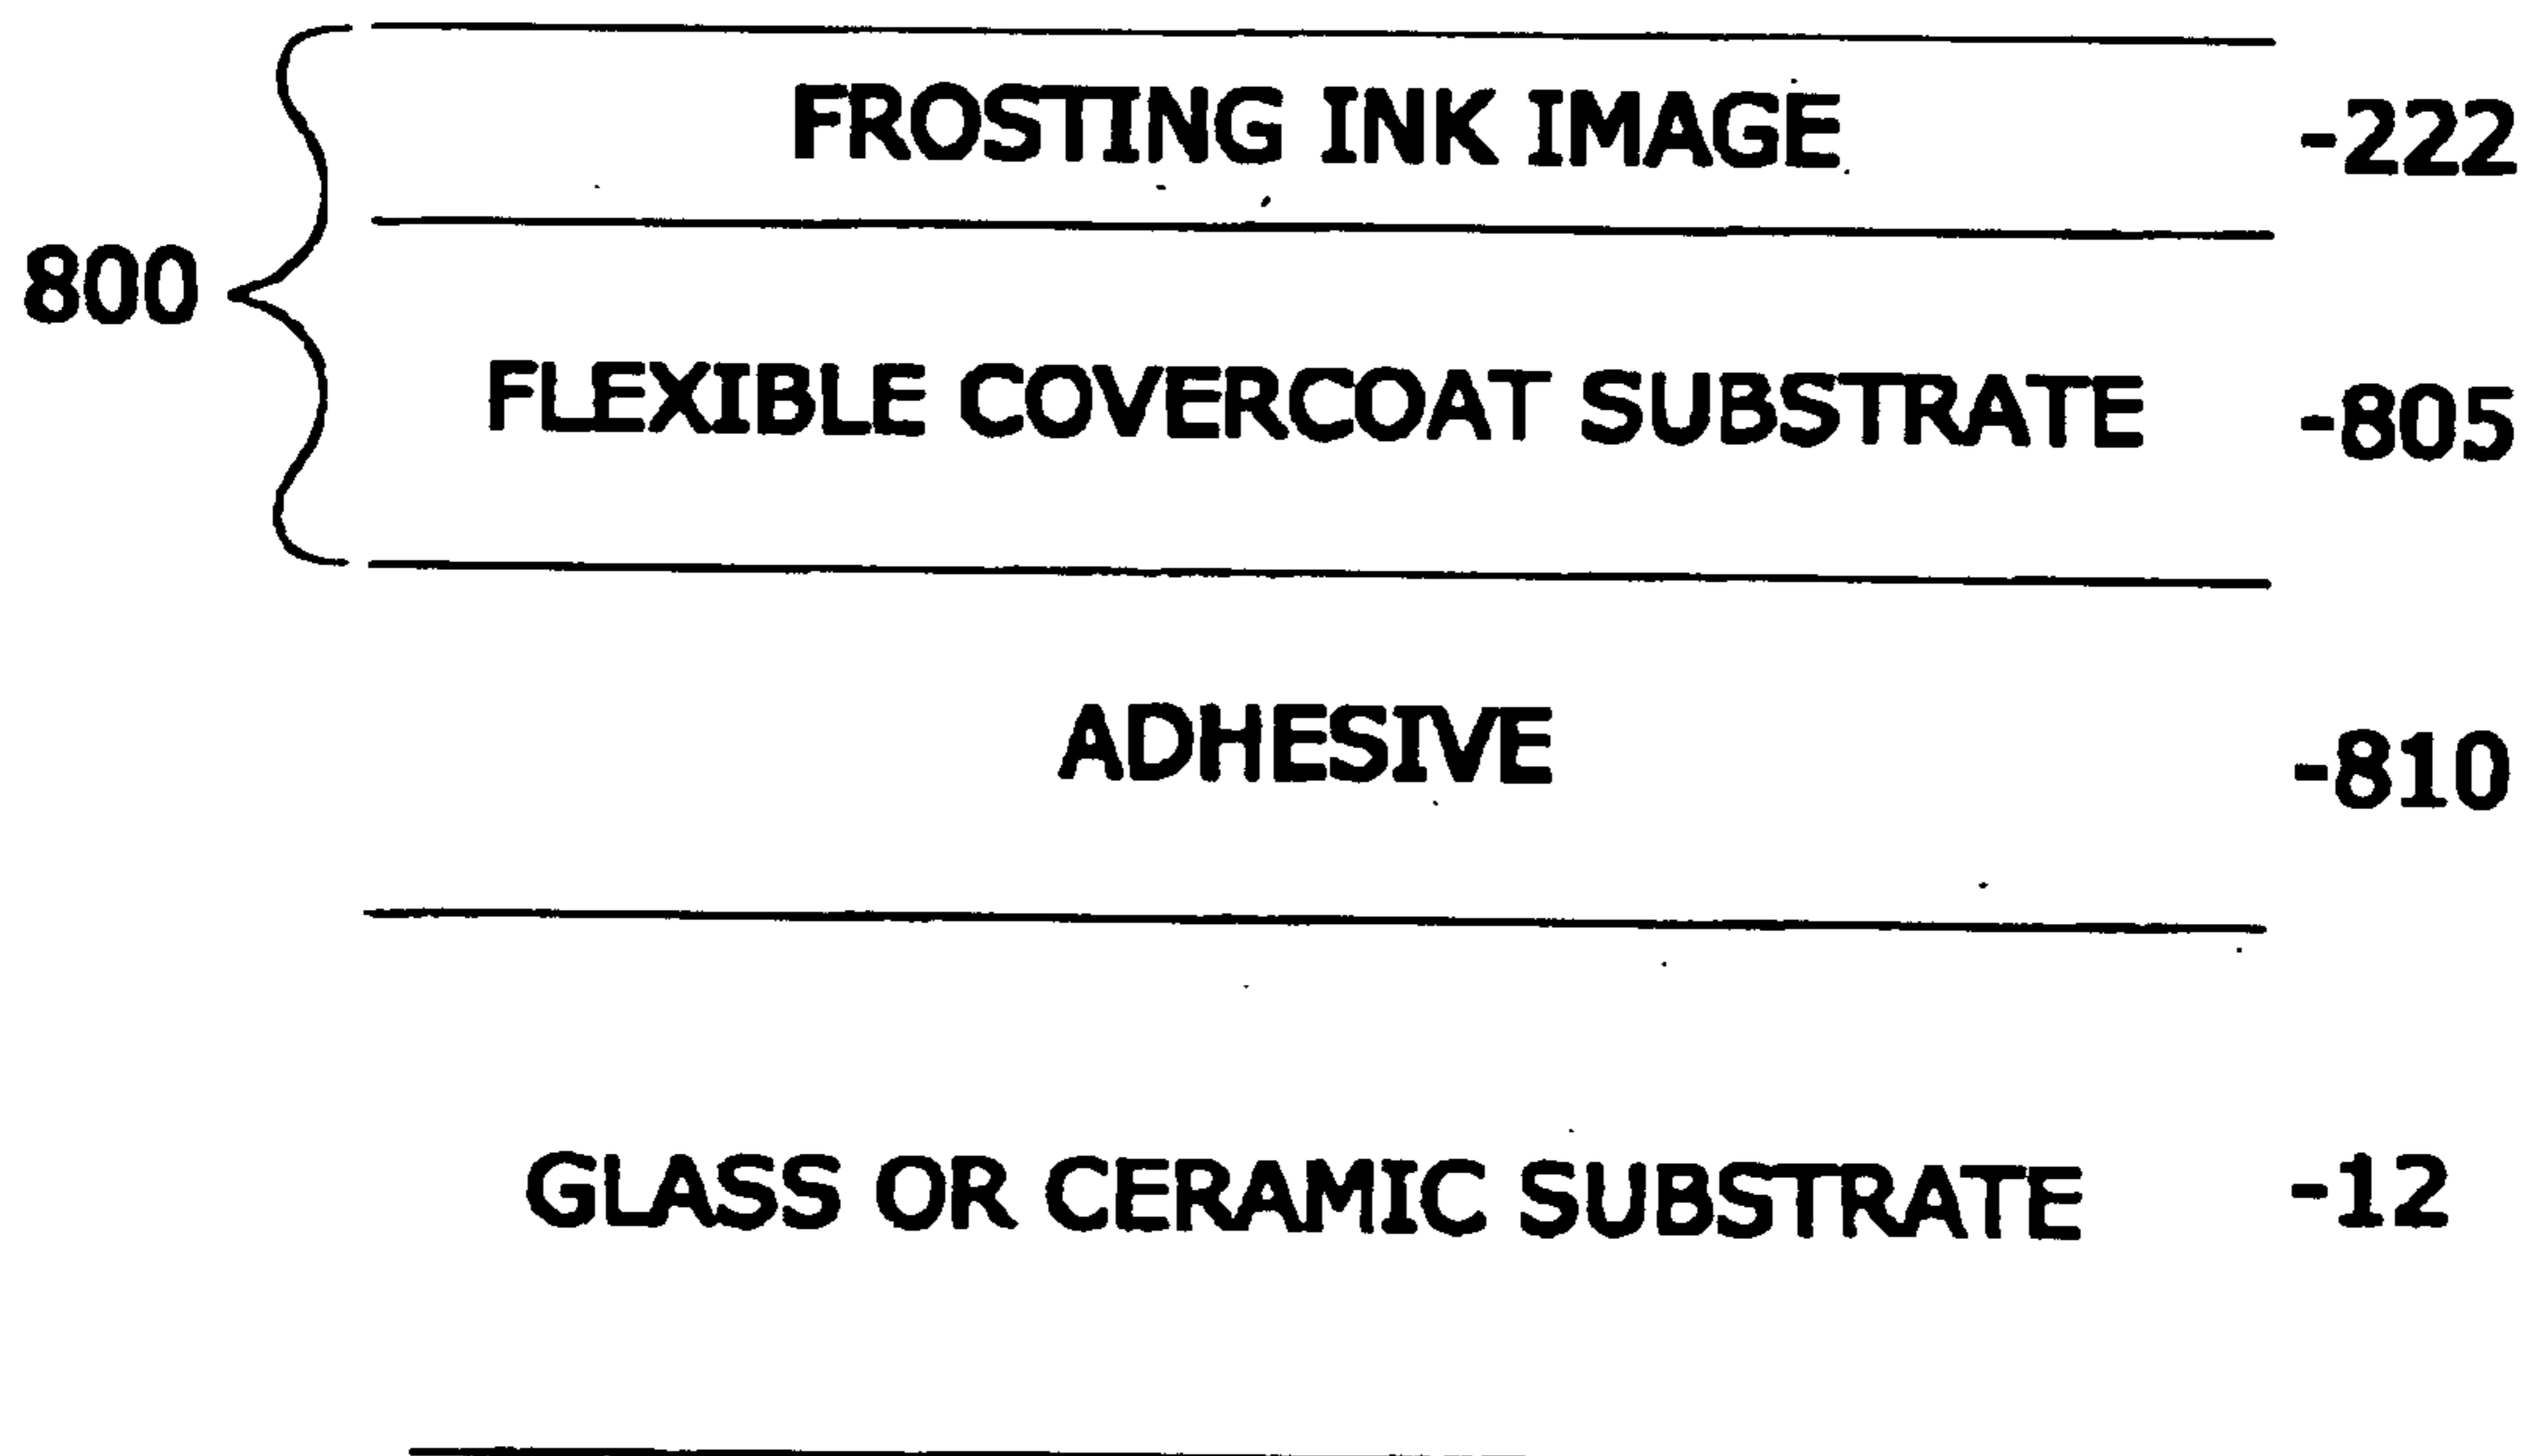 FROSTING INK IMAGE -222
800
FLEXIBLE COVERCOAT SUBSTRATE -805
ADHESIVE -810
GLASS OR CERAMIC SUBSTRATE -12